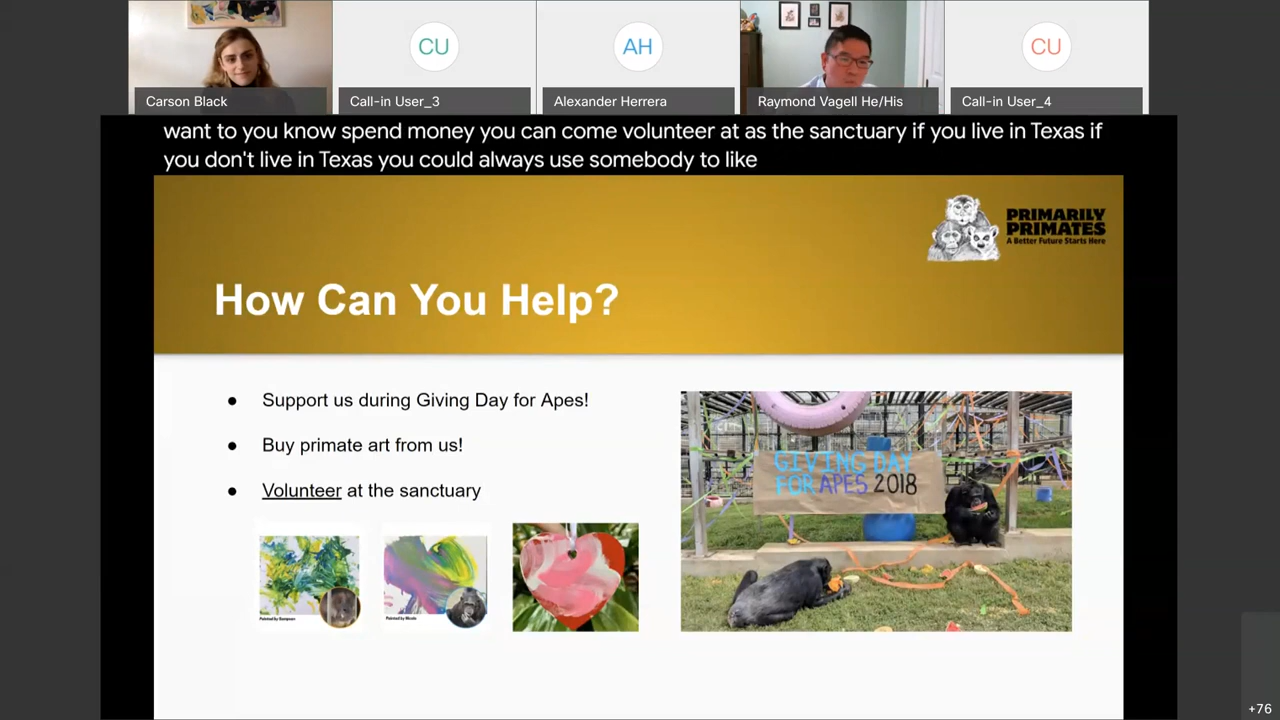 CU
AH
CU
Carson Black
Call-in User_3
Alexander Herrera
Raymond Vagell He/His
Call-in User_4
want to you know spend money you can come volunteer at as the sanctuary if you live in Texas if
you don't live in Texas you could always use somebody to like
PRIMARILY
PRIMATES
A Better Future Starts Here
How Can You Help?
● Support us during Giving Day for Apes!
● Buy primate art from us!
● Volunteer at the sanctuary
GIVING DAY
FOR APES 2018
Painted by
Painted by
+76